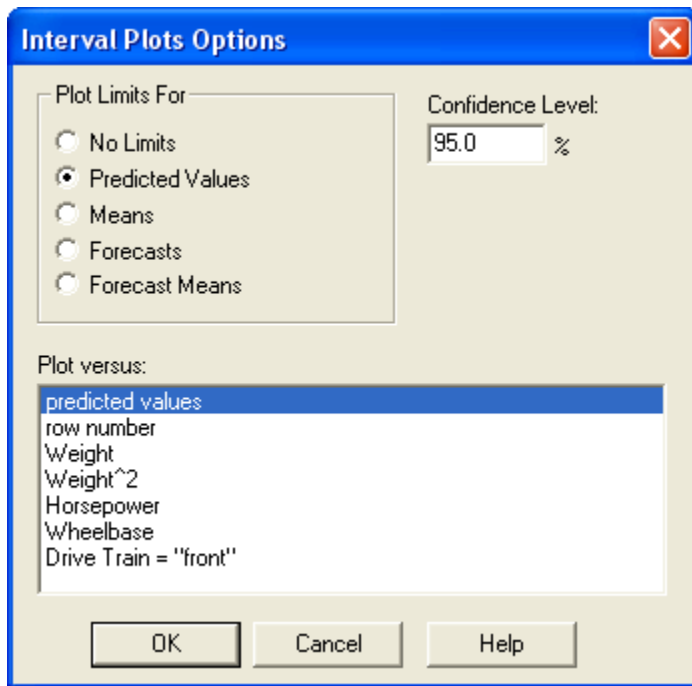 Interval Plots Options
Plot Limits For
No Limits
Predicted Values
Means
Forecasts
Forecast Means
Confidence Level:
95.0 %
Plot versus:
predicted values
row number
Weight
Weight^2
Horsepower
Wheelbase
Drive Train = "front"
OK Cancel Help